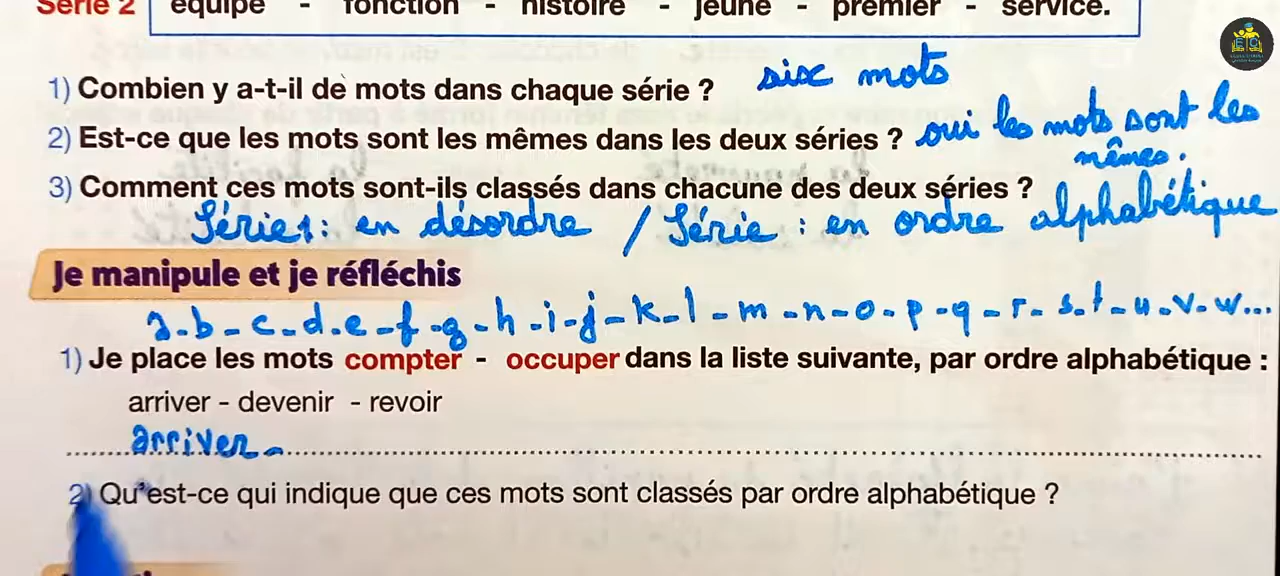 Série 2 équipe - fonction - histoire - jeune - premier - service.
1) Combien y a-t-il de mots dans chaque série ? sisc mots
2) Est-ce que les mots sont les mêmes dans les deux séries ? oui les mots sont les
mêmes.
3) Comment ces mots sont-ils classés dans chacune des deux séries ?
Série 1: en désordre / Série : en ordre alphabétique
Je manipule et je réfléchis
a-b-c-d-e-f-g-h-i-j-k-l-m-n-o-p-q-r-s-t-u-v-w...
1) Je place les mots compter - occuper dans la liste suivante, par ordre alphabétique :
arriver - devenir - revoir
arriver -
2) Qu'est-ce qui indique que ces mots sont classés par ordre alphabétique ?